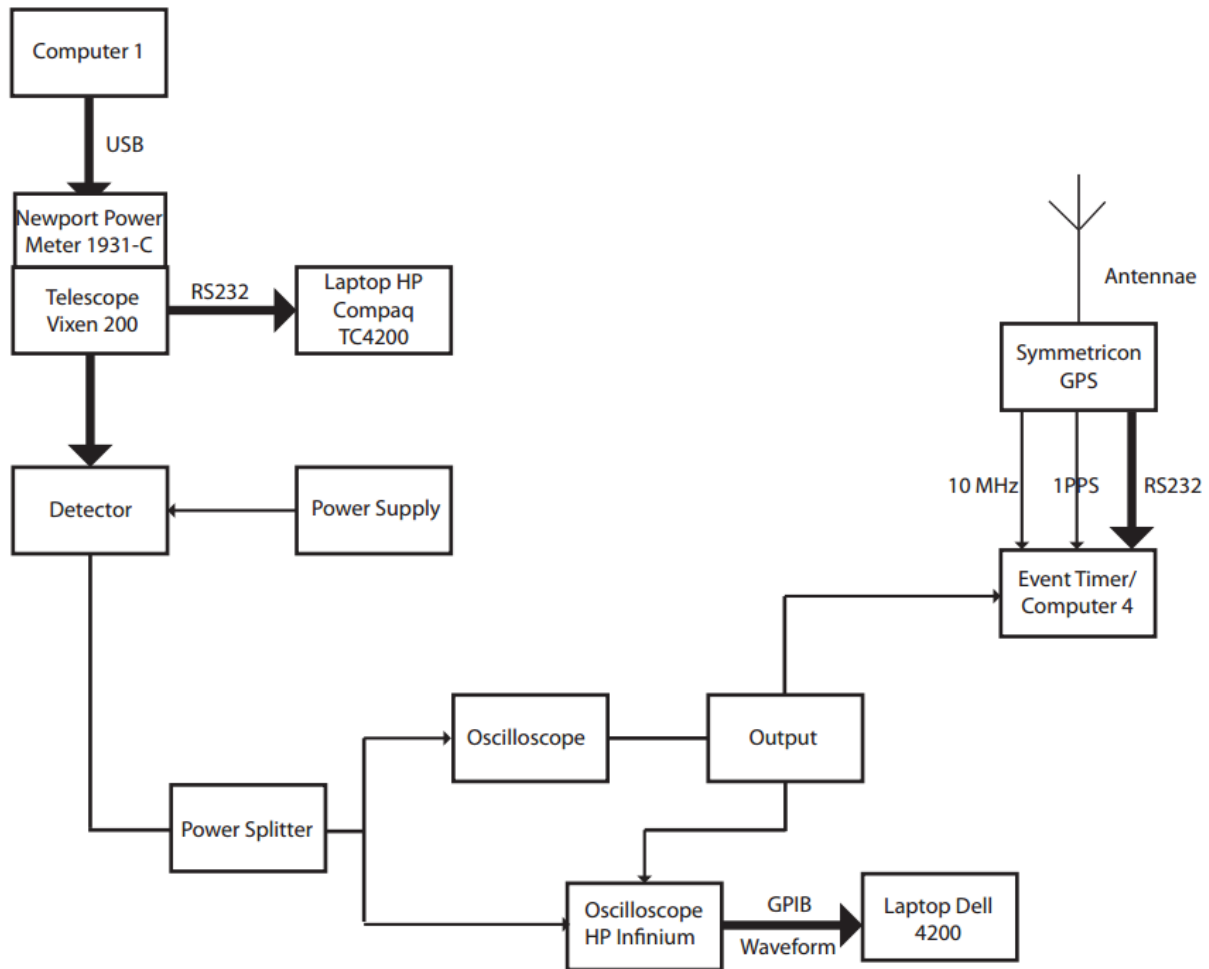 Computer 1
USB
Newport Power
Meter 1931-C
Telescope
Vixen 200
RS232
Laptop HP
Compaq
TC4200
Antennae
Symmetricon
GPS
10 MHz
1PPS
RS232
Detector
Power Supply
Event Timer/
Computer 4
Oscilloscope
Output
Power Splitter
Oscilloscope
HP Infinium
GPIB
Waveform
Laptop Dell
4200